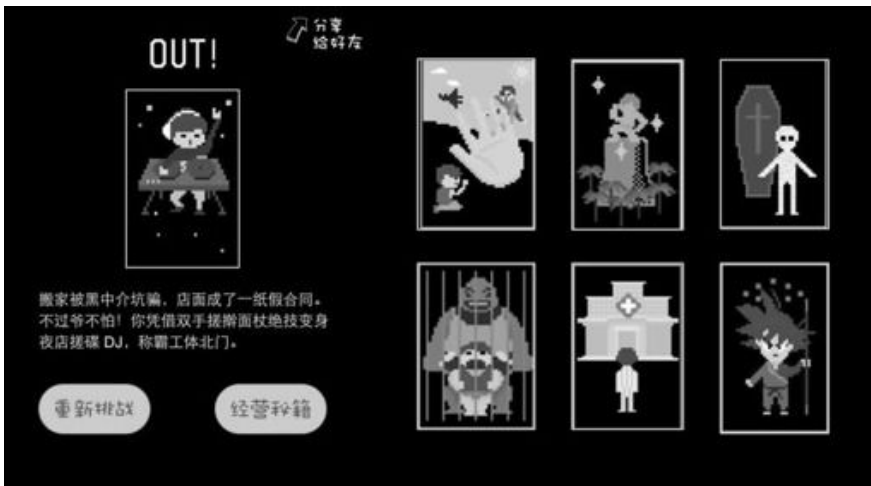 OUT!
分享
给好友
搬家被黑中介坑骗，店面成了一纸假合同。
不过爷不怕！你凭借双手搓擀面杖绝技变身
夜店搓碟 DJ，称霸工体北门。
重新挑战
经营秘籍